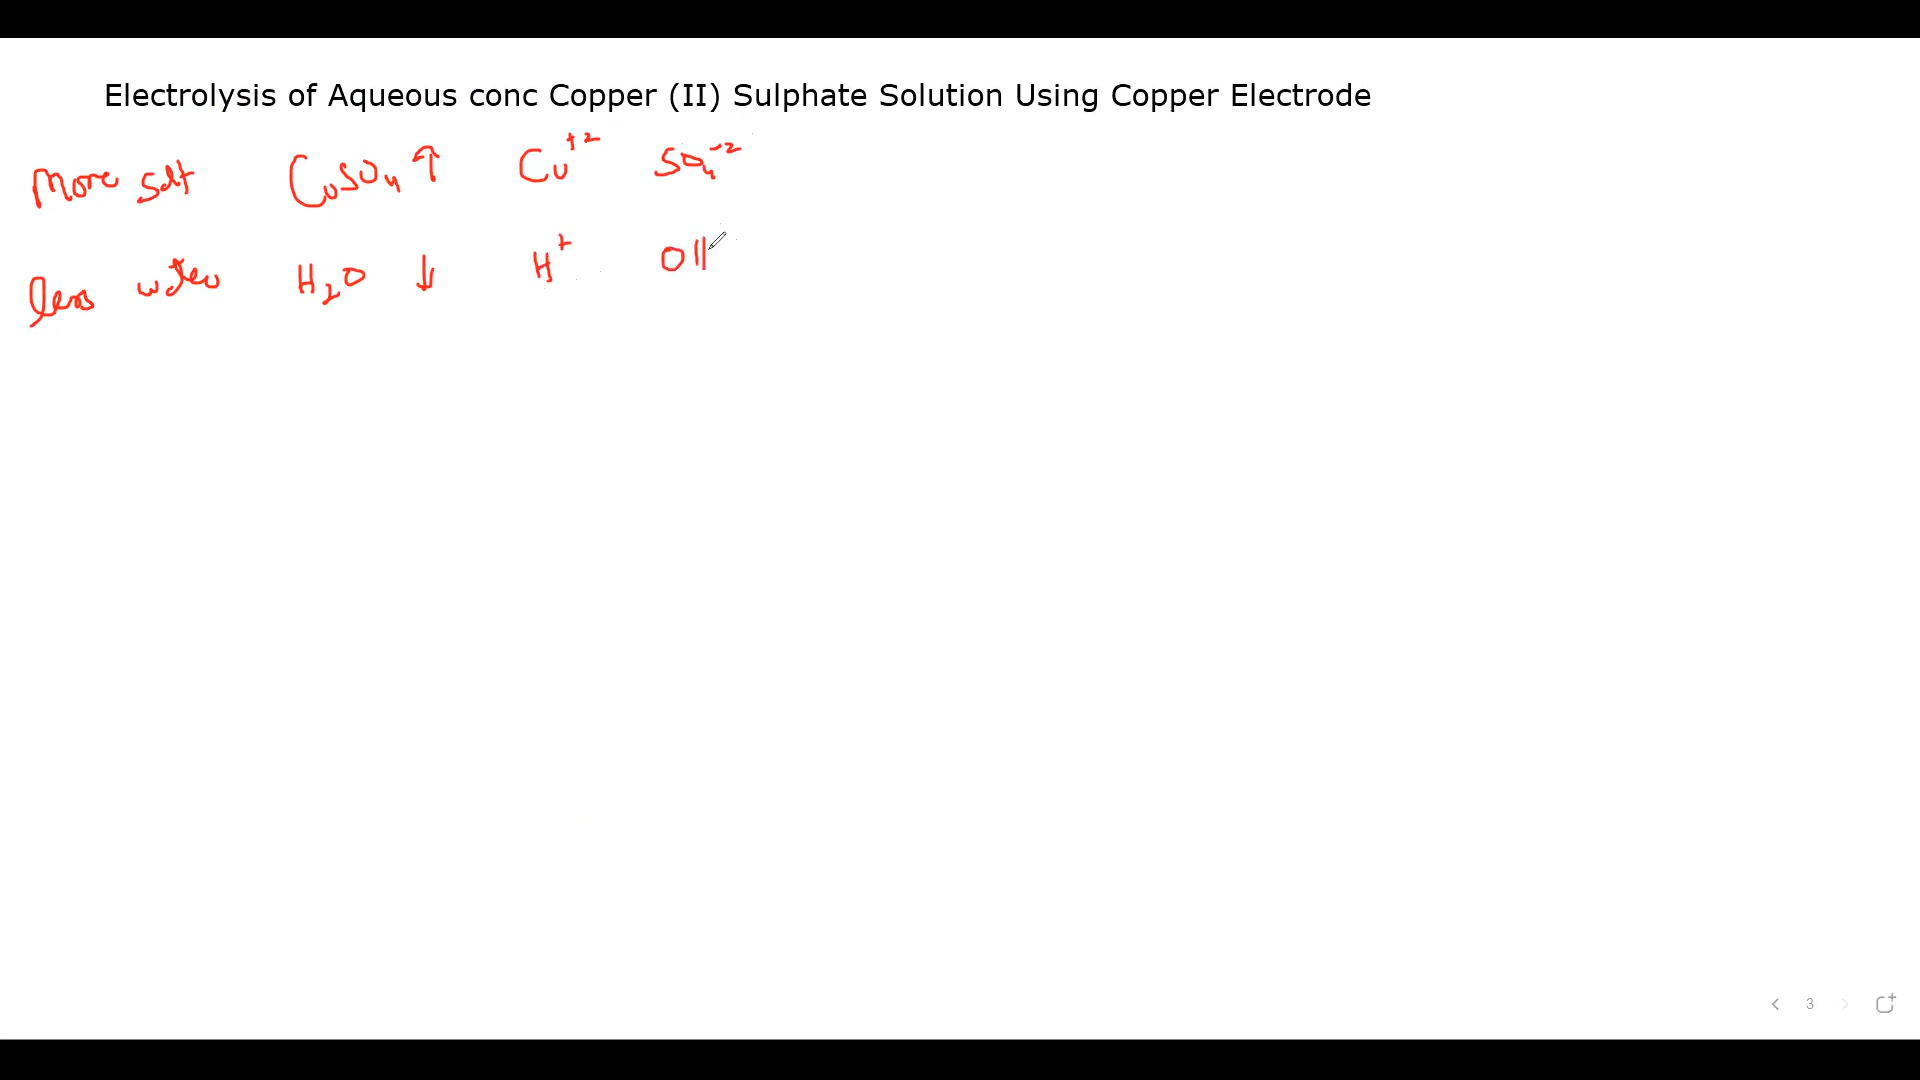 Electrolysis of Aqueous conc Copper (II) Sulphate Solution Using Copper Electrode
More salt CuSO₄ ↑ Cu⁺² SO₄⁻²
less water H₂O ↓ H⁺ OH
3